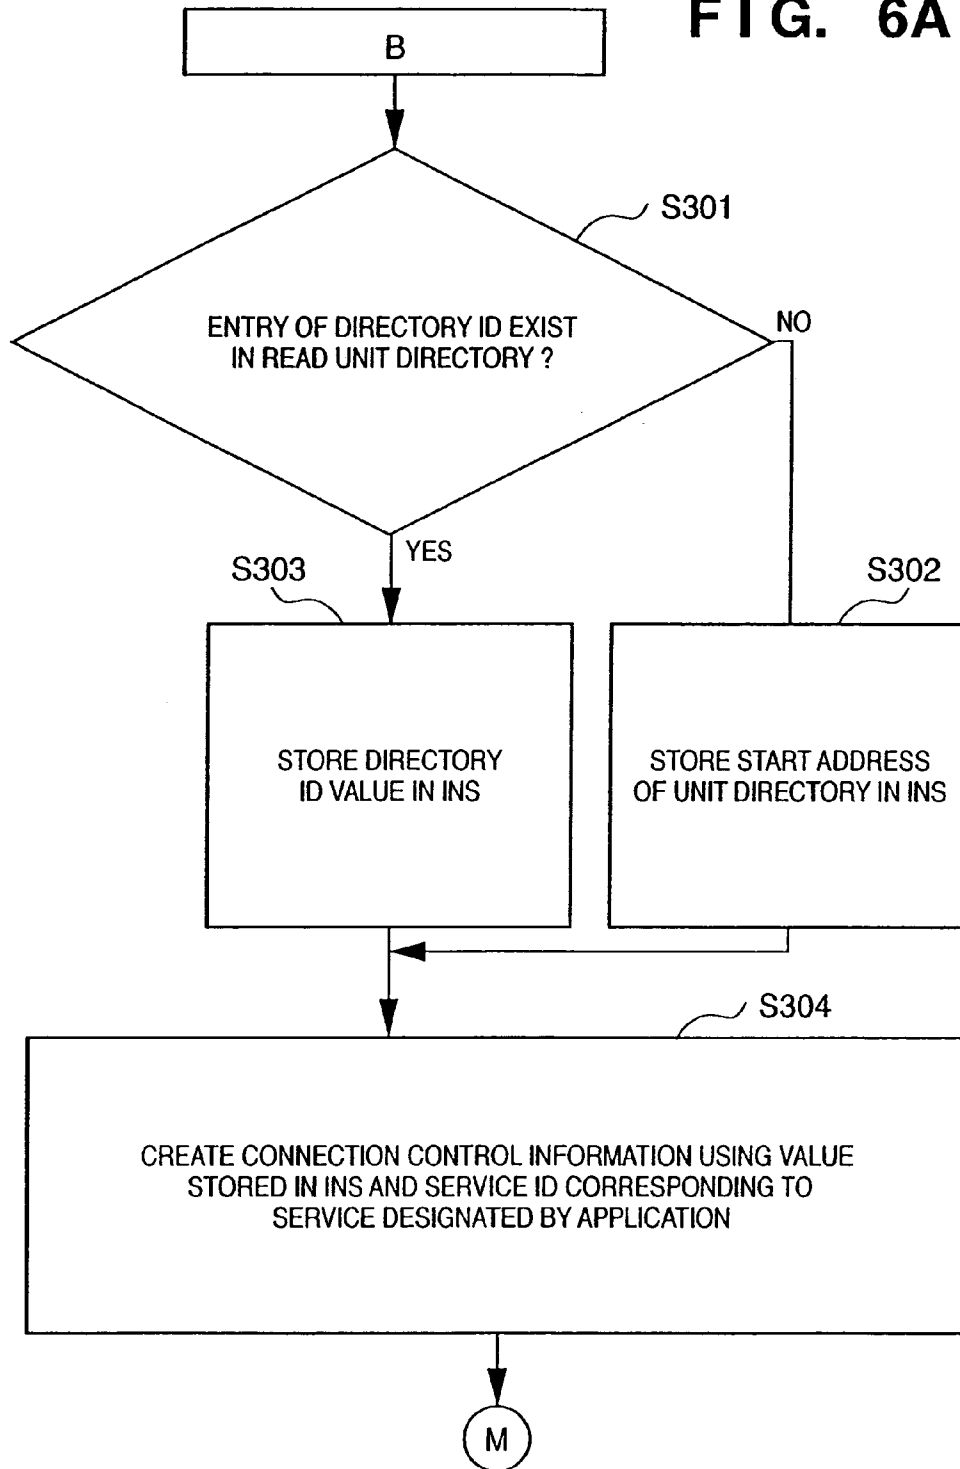 FIG. 6A
B
S301
ENTRY OF DIRECTORY ID EXIST
IN READ UNIT DIRECTORY ?
NO
YES
S303
S302
STORE DIRECTORY
ID VALUE IN INS
STORE START ADDRESS
OF UNIT DIRECTORY IN INS
S304
CREATE CONNECTION CONTROL INFORMATION USING VALUE
STORED IN INS AND SERVICE ID CORRESPONDING TO
SERVICE DESIGNATED BY APPLICATION
M